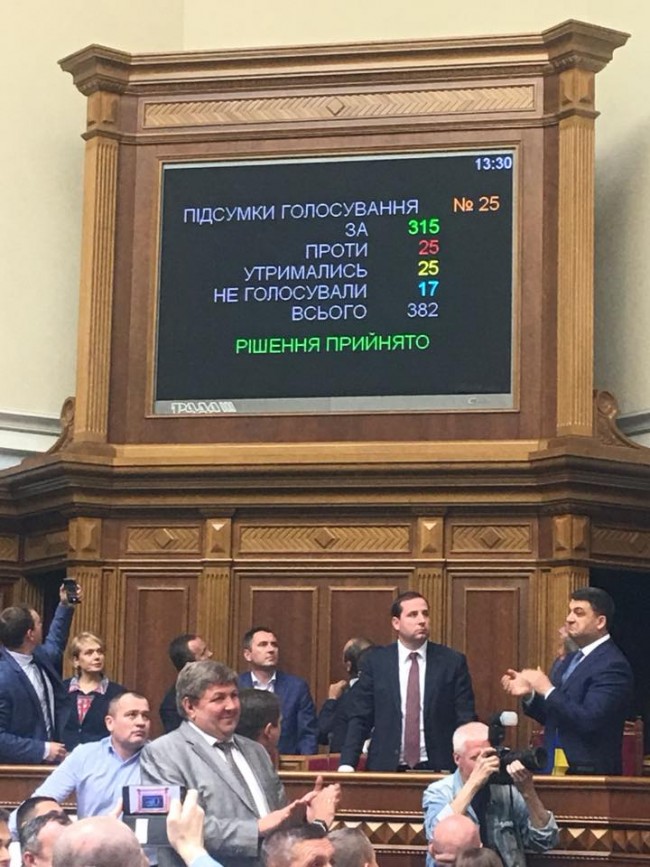 13:30
ПІДСУМКИ ГОЛОСУВАННЯ № 25
ЗА 315
ПРОТИ 25
УТРИМАЛИСЬ 25
НЕ ГОЛОСУВАЛИ 17
ВСЬОГО 382
РІШЕННЯ ПРИЙНЯТО